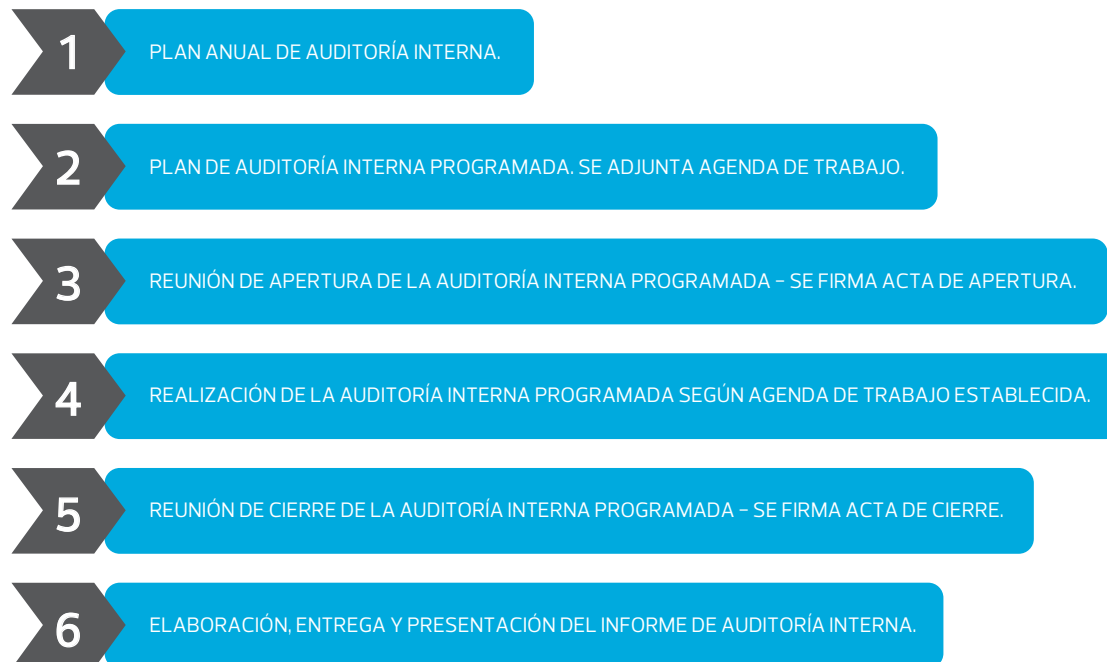 1 PLAN ANUAL DE AUDITORÍA INTERNA.
2 PLAN DE AUDITORÍA INTERNA PROGRAMADA. SE ADJUNTA AGENDA DE TRABAJO.
3 REUNIÓN DE APERTURA DE LA AUDITORÍA INTERNA PROGRAMADA – SE FIRMA ACTA DE APERTURA.
4 REALIZACIÓN DE LA AUDITORÍA INTERNA PROGRAMADA SEGÚN AGENDA DE TRABAJO ESTABLECIDA.
5 REUNIÓN DE CIERRE DE LA AUDITORÍA INTERNA PROGRAMADA – SE FIRMA ACTA DE CIERRE.
6 ELABORACIÓN, ENTREGA Y PRESENTACIÓN DEL INFORME DE AUDITORÍA INTERNA.